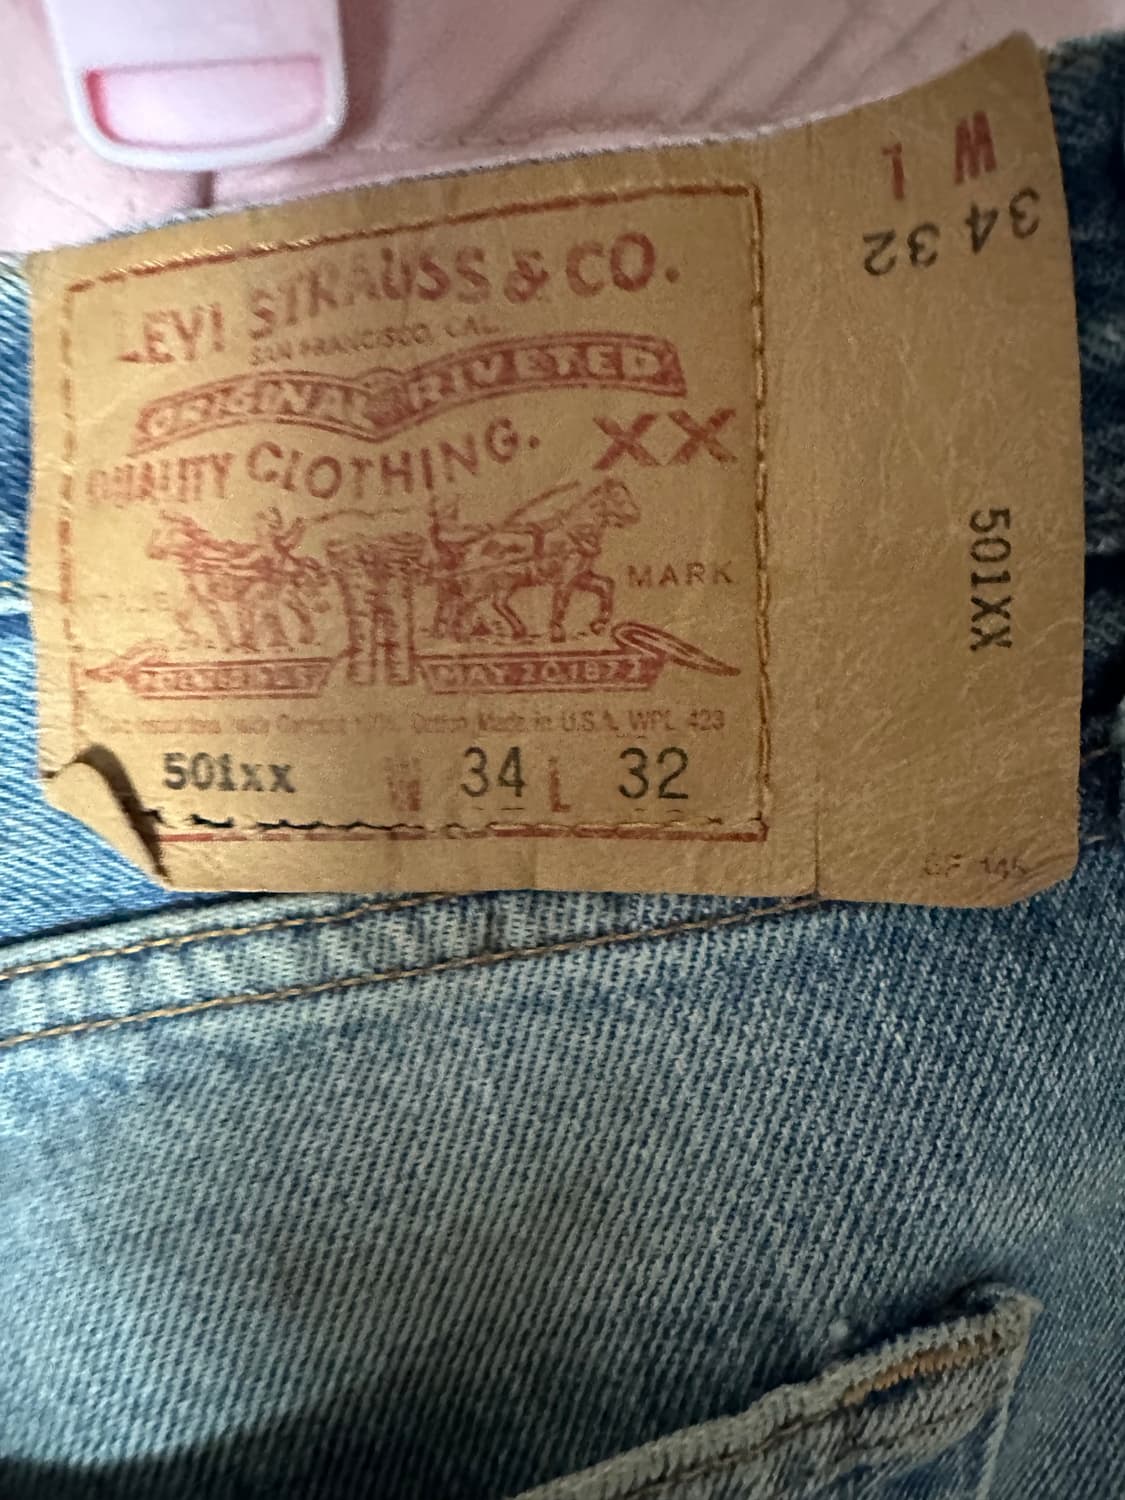 LEVI STRAUSS & CO.
SAN FRANCISCO, CAL.
ORIGINAL RIVETED
QUALITY CLOTHING. XX
MARK
MAY 20, 1873
Made in U.S.A. WPL 423
501xx W 34 L 32
W L
34 32
501XX